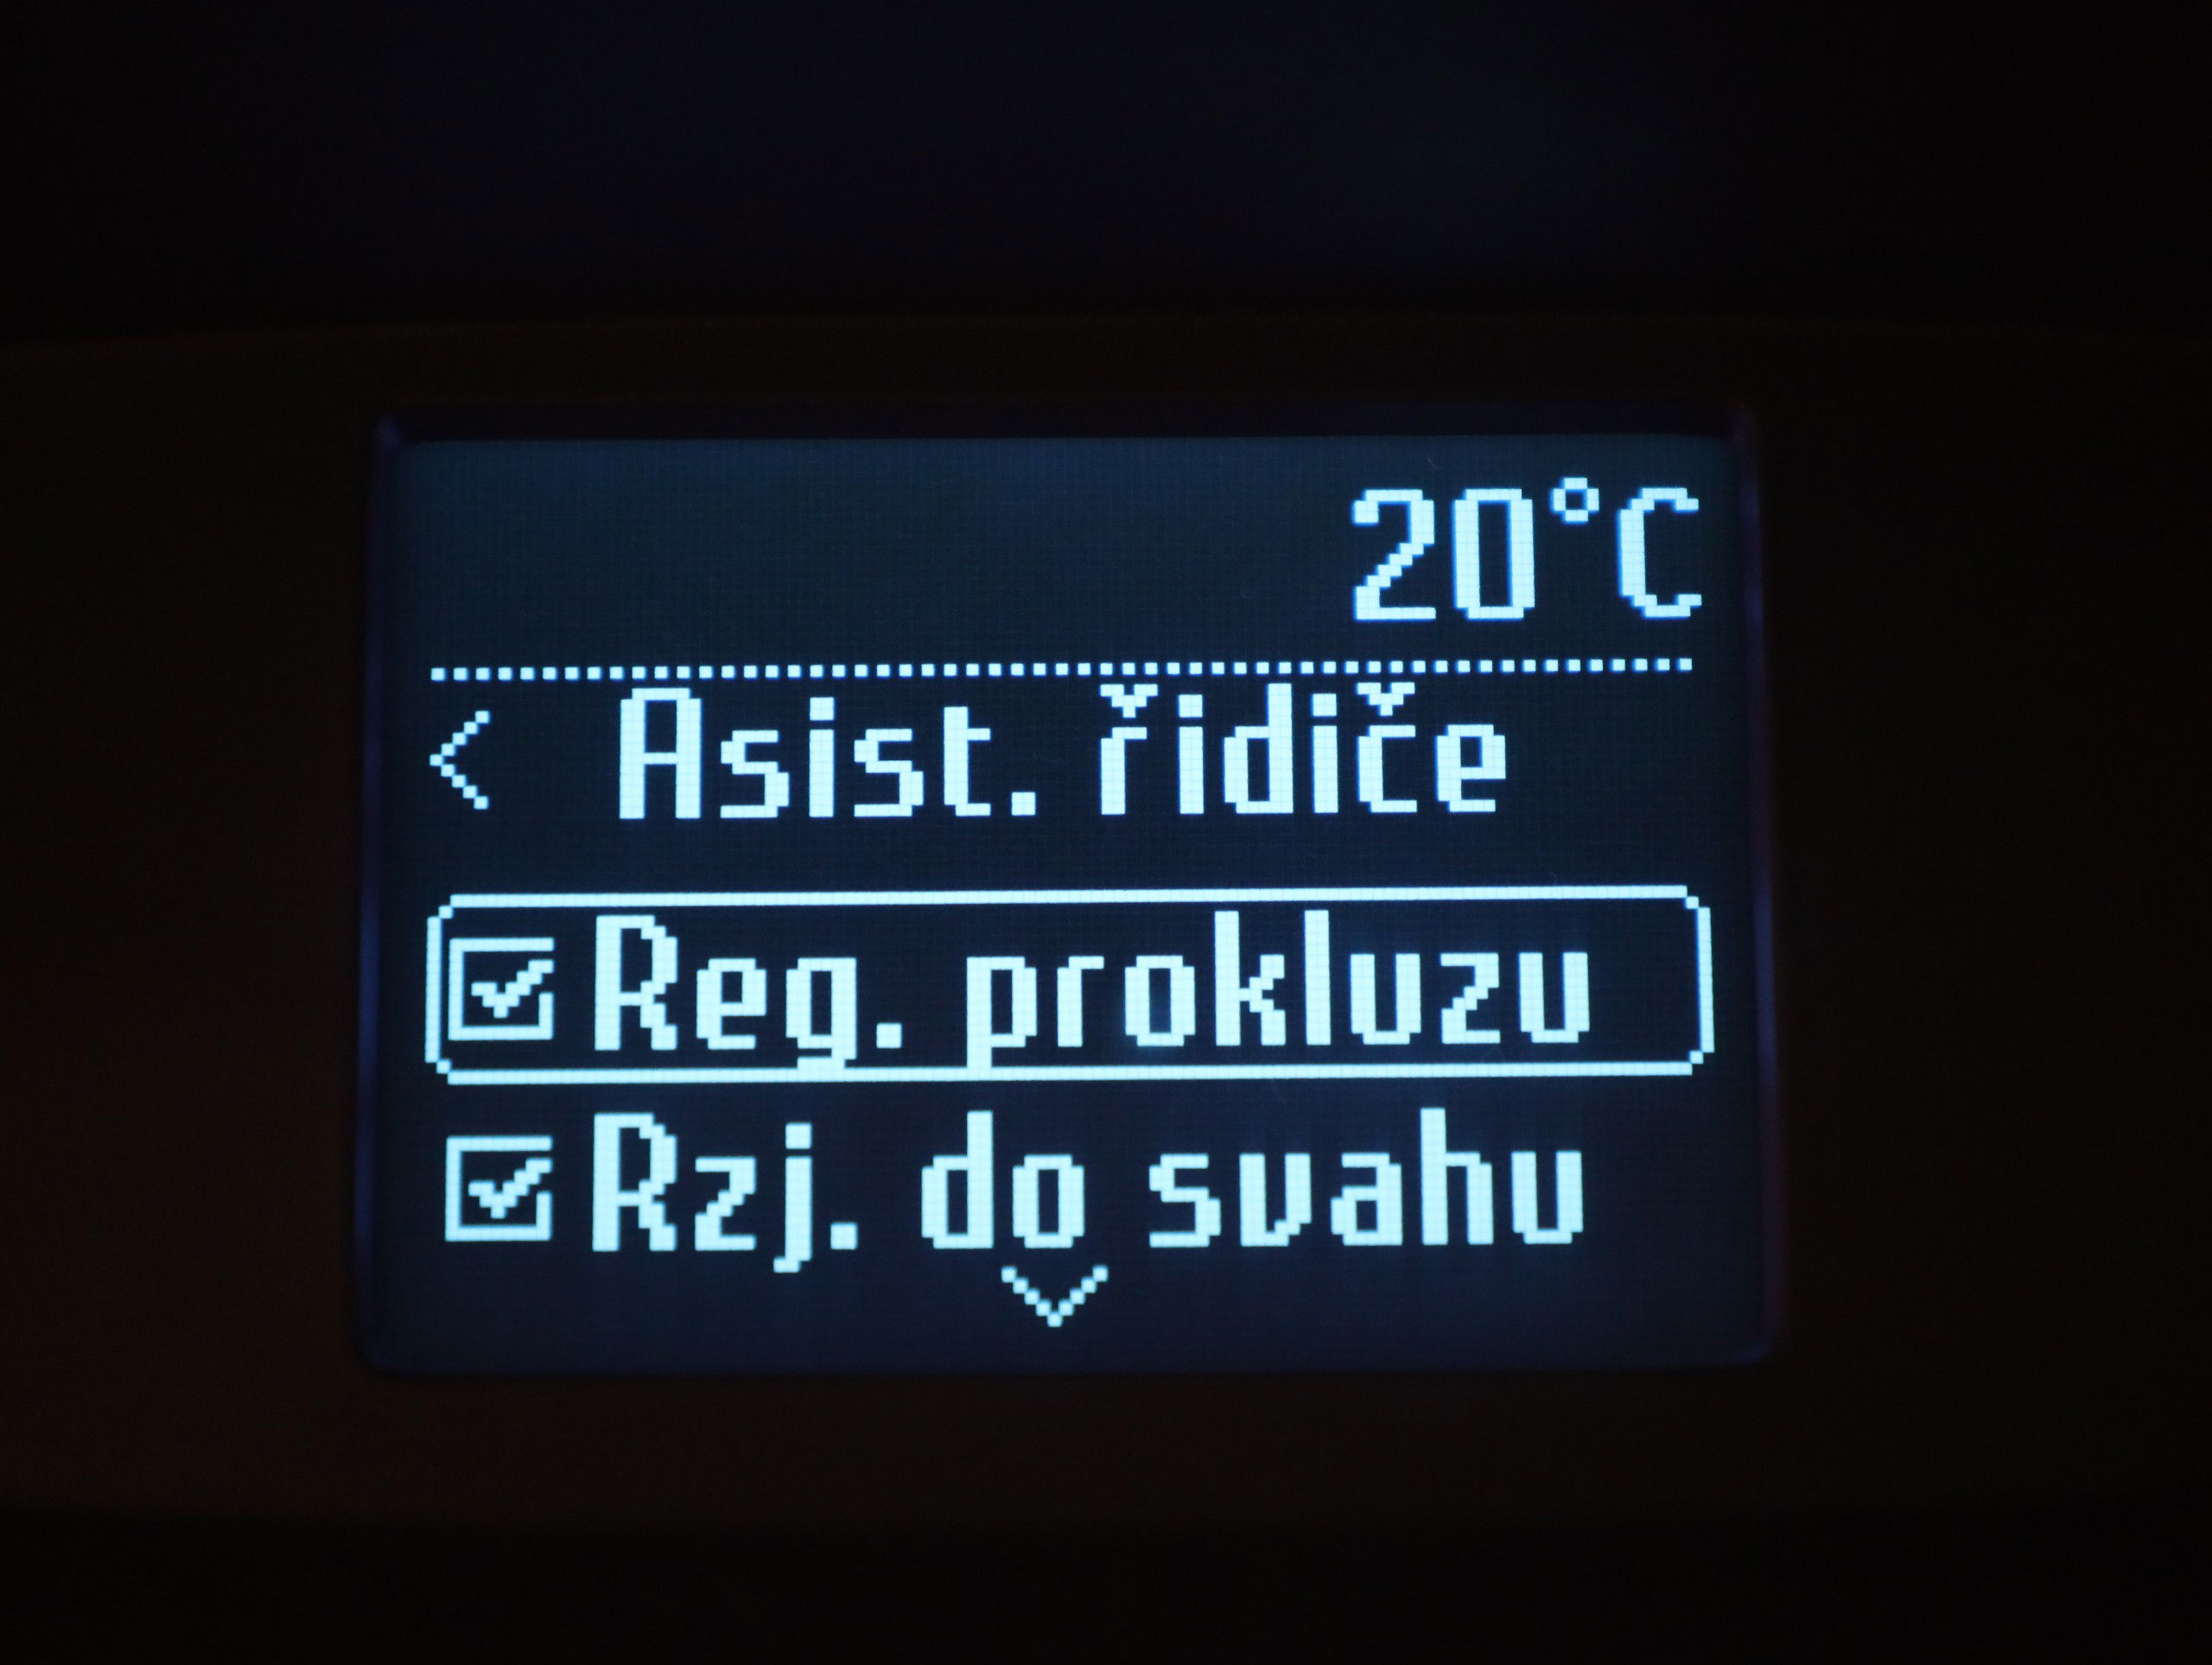 20°C
Asist. řidiče
Reg. prokluzu
Rzj. do svahu